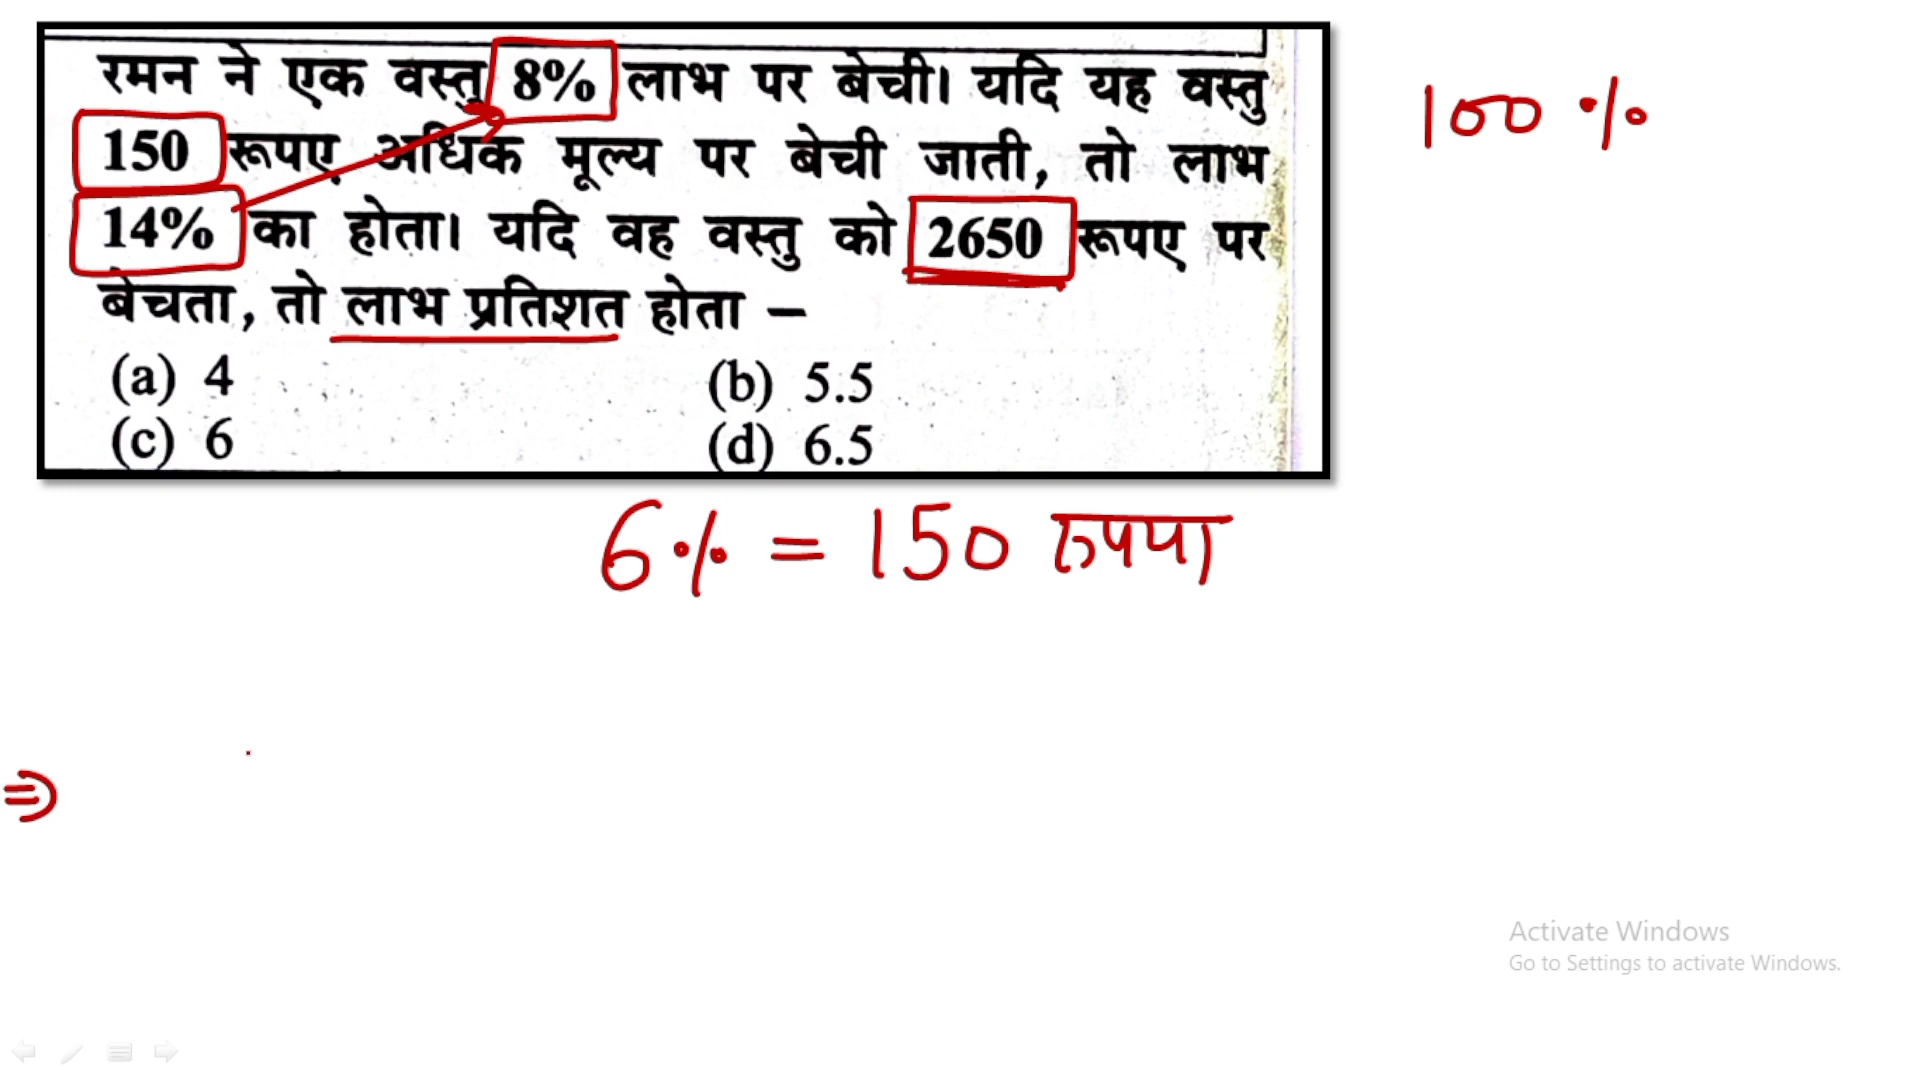 रमन ने एक वस्तु 8% लाभ पर बेची। यदि यह वस्तु
150 रूपए अधिक मूल्य पर बेची जाती, तो लाभ
14% का होता। यदि वह वस्तु को 2650 रूपए पर
बेचता, तो लाभ प्रतिशत होता –
(a) 4 (b) 5.5
(c) 6 (d) 6.5
100 %
6% = 150 रुपया
⇒
Activate Windows
Go to Settings to activate Windows.